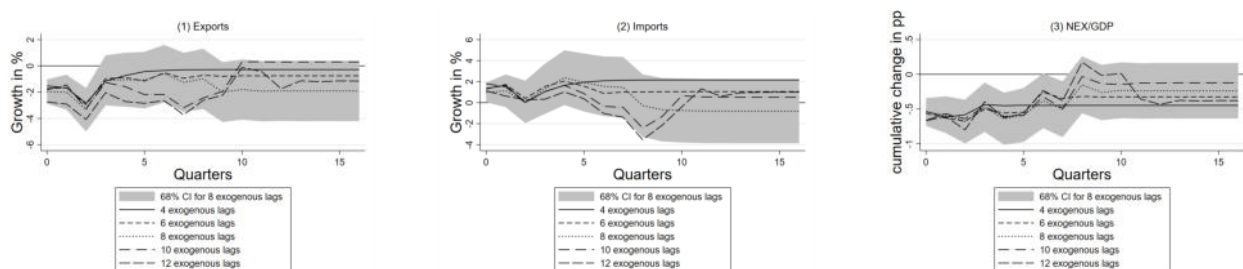 (1) Exports
Growth in %
2
0
-2
-4
-6
0
5
10
15
Quarters
68% CI for 8 exogenous lags
4 exogenous lags
6 exogenous lags
8 exogenous lags
10 exogenous lags
12 exogenous lags
(2) Imports
Growth in %
6
4
2
0
-2
-4
0
5
10
15
Quarters
68% CI for 8 exogenous lags
4 exogenous lags
6 exogenous lags
8 exogenous lags
10 exogenous lags
12 exogenous lags
(3) NEX/GDP
cumulative change in pp
.5
0
-.5
-1
0
5
10
15
Quarters
68% CI for 8 exogenous lags
4 exogenous lags
6 exogenous lags
8 exogenous lags
10 exogenous lags
12 exogenous lags